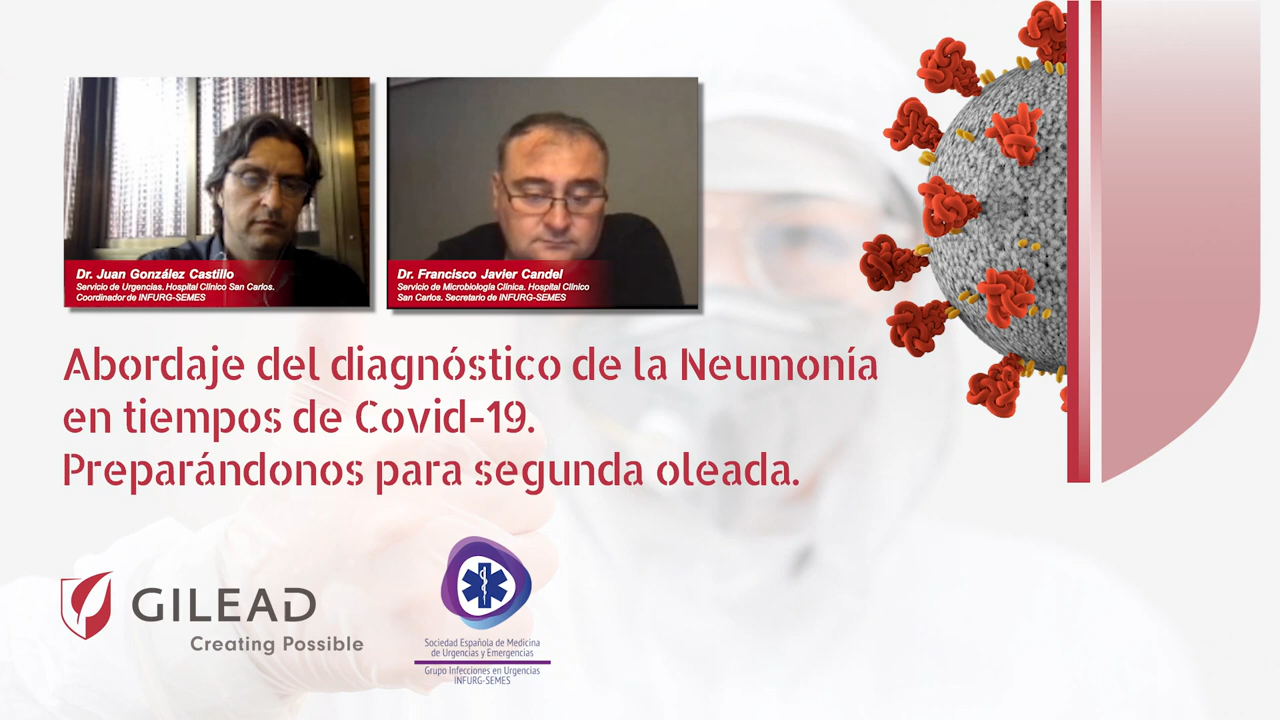 Dr. Juan González Castillo
Servicio de Urgencias. Hospital Clínico San Carlos.
Coordinador de INFURG-SEMES
Dr. Francisco Javier Candel
Servicio de Microbiología Clínica. Hospital Clínico
San Carlos. Secretario de INFURG-SEMES
Abordaje del diagnóstico de la Neumonía
en tiempos de Covid-19.
Preparándonos para segunda oleada.
GILEAD
Creating Possible
Sociedad Española de Medicina
de Urgencias y Emergencias
Grupo Infecciones en Urgencias
INFURG-SEMES